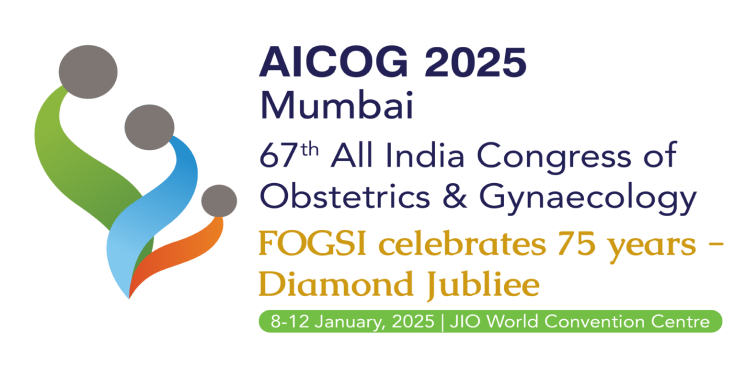 AICOG 2025
Mumbai
67th All India Congress of
Obstetrics & Gynaecology
FOGSI celebrates 75 years –
Diamond Jubliee
8-12 January, 2025 | JIO World Convention Centre